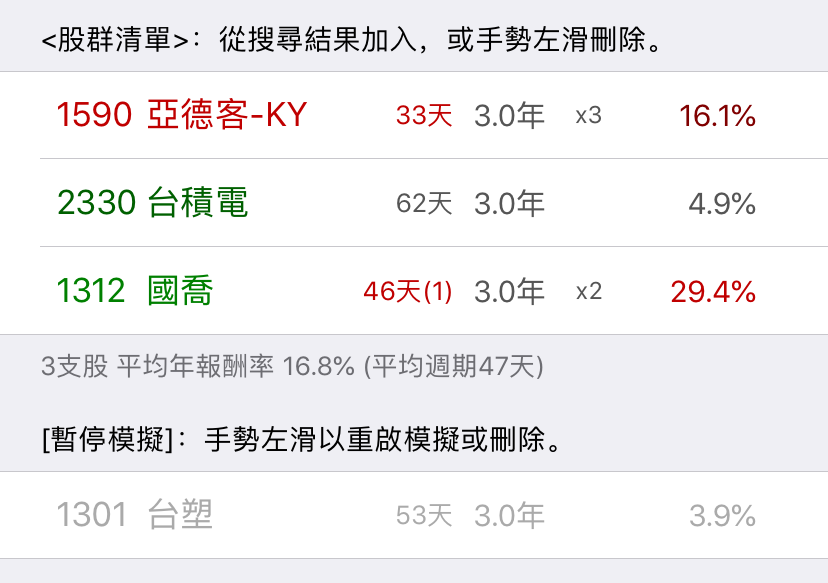 <股群清單>：從搜尋結果加入，或手勢左滑刪除。
1590 亞德客-KY 33天 3.0年 x3 16.1%
2330 台積電 62天 3.0年 4.9%
1312 國喬 46天(1) 3.0年 x2 29.4%
3支股 平均年報酬率 16.8% (平均週期47天)
[暫停模擬]：手勢左滑以重啟模擬或刪除。
1301 台塑 53天 3.0年 3.9%